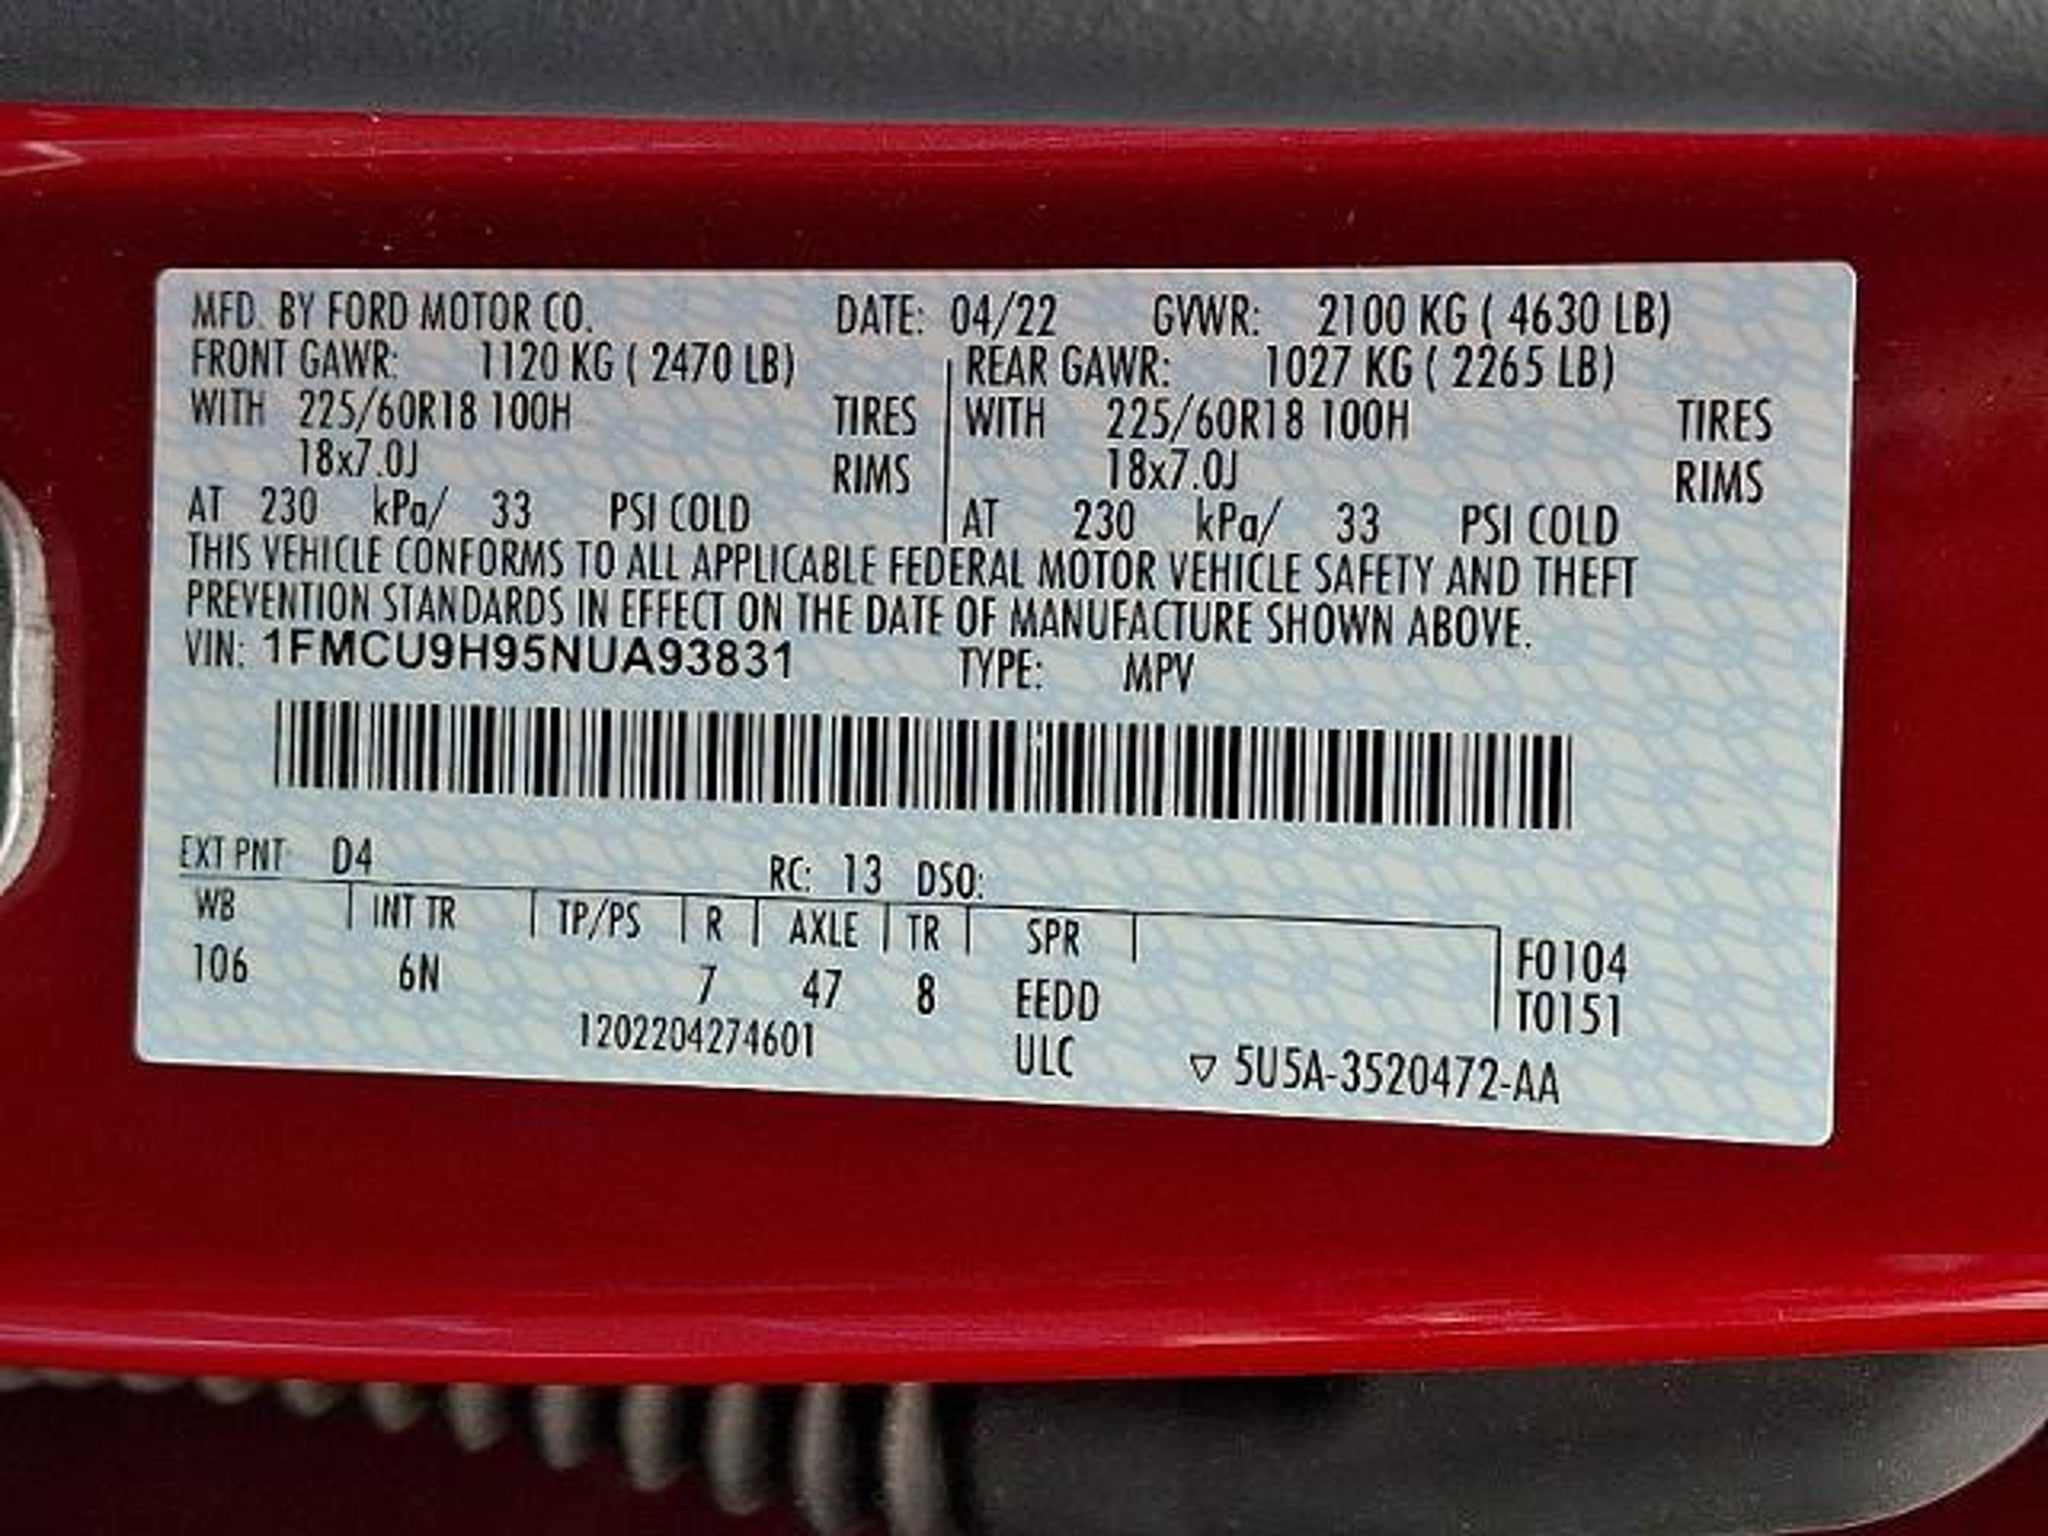 MFD. BY FORD MOTOR CO. DATE: 04/22 GVWR: 2100 KG ( 4630 LB)
FRONT GAWR: 1120 KG ( 2470 LB) REAR GAWR: 1027 KG ( 2265 LB)
WITH 225/60R18 100H TIRES WITH 225/60R18 100H TIRES
18x7.0J RIMS 18x7.0J RIMS
AT 230 kPa/ 33 PSI COLD AT 230 kPa/ 33 PSI COLD
THIS VEHICLE CONFORMS TO ALL APPLICABLE FEDERAL MOTOR VEHICLE SAFETY AND THEFT
PREVENTION STANDARDS IN EFFECT ON THE DATE OF MANUFACTURE SHOWN ABOVE.
VIN: 1FMCU9H95NUA93831 TYPE: MPV
EXT PNT: D4 RC: 13 DSO:
WB INT TR TP/PS R AXLE TR SPR F0104
106 6N 7 47 8 EEDD T0151
1202204274601 ULC ▽ 5U5A-3520472-AA